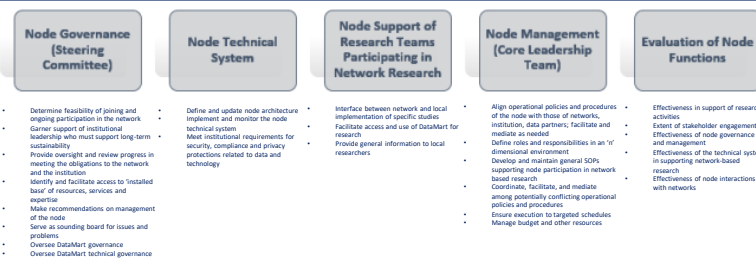 Node Governance
(Steering
Committee)
• Determine feasibility of joining and
ongoing participation in the network
• Garner support of institutional
leadership who must support long-term
sustainability
• Provide oversight and review progress in
meeting the obligations to the network
and the institution
• Identify and facilitate access to 'installed
base' of resources, services and
expertise
• Make recommendations on management
of the node
• Serve as sounding board for issues and
problems
• Oversee DataMart governance
• Oversee DataMart technical governance
Node Technical
System
• Define and update node architecture
• Implement and monitor the node
technical system
• Meet institutional requirements for
security, compliance and privacy
protections related to data and
technology
Node Support of
Research Teams
Participating in
Network Research
• Interface between network and local
implementation of specific studies
• Facilitate access and use of DataMart for
research
• Provide general information to local
researchers
Node Management
(Core Leadership
Team)
• Align operational policies and procedures
of the node with those of networks,
institution, data partners; facilitate and
mediate as needed
• Define roles and responsibilities in an 'n'
dimensional environment
• Develop and maintain general SOPs
supporting node participation in network
based research
• Coordinate, facilitate, and mediate
among potentially conflicting operational
policies and procedures
• Ensure execution to targeted schedules
• Manage budget and other resources
Evaluation of Node
Functions
• Effectiveness in support of research
activities
• Extent of stakeholder engagement
• Effectiveness of node governance
and management
• Effectiveness of the technical syste
in supporting network-based
research
• Effectiveness of node interactions
with networks